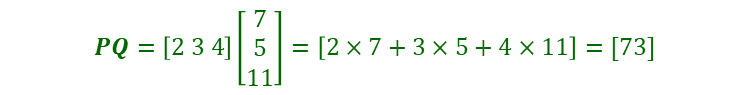 PQ = [2 3 4] [7 5 11] = [2 × 7 + 3 × 5 + 4 × 11] = [73]